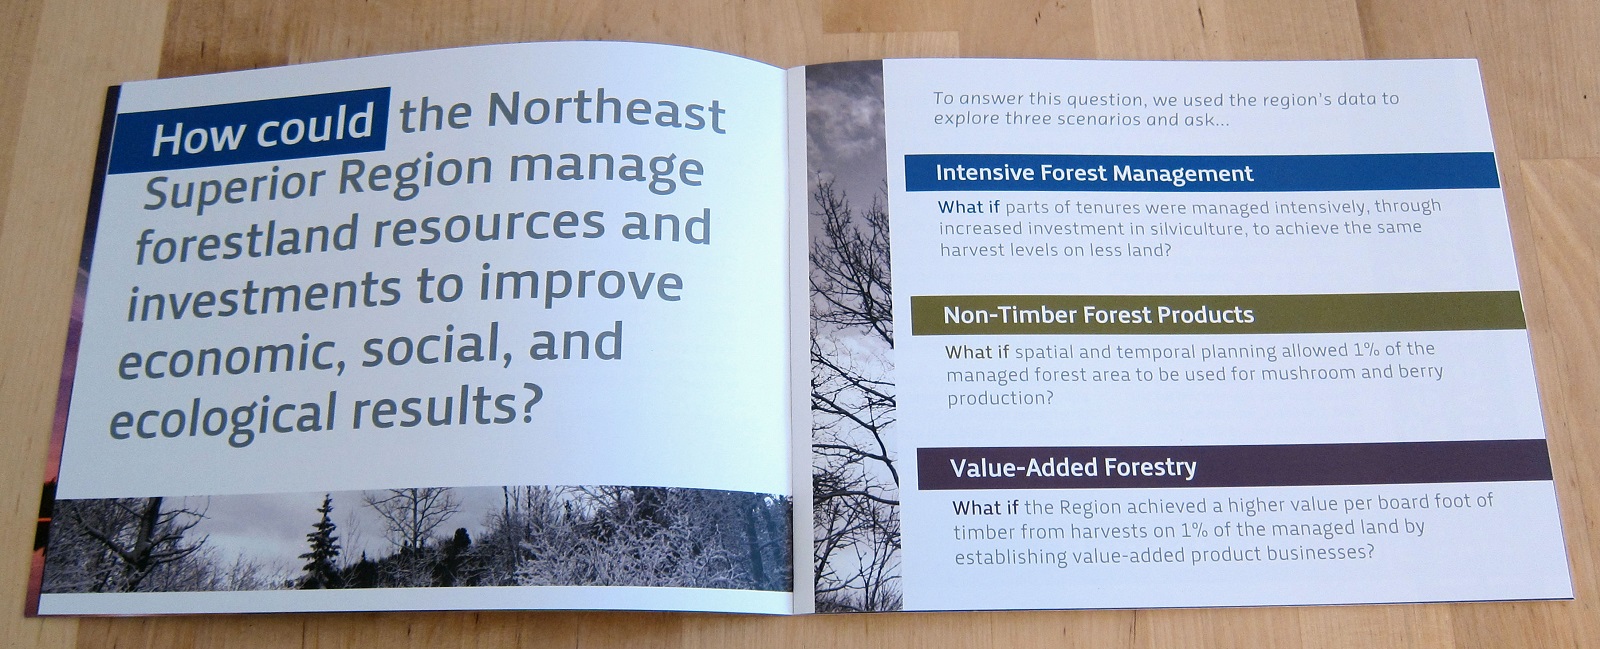 How could the Northeast
Superior Region manage
forestland resources and
investments to improve
economic, social, and
ecological results?
To answer this question, we used the region's data to
explore three scenarios and ask...
Intensive Forest Management
What if parts of tenures were managed intensively, through
increased investment in silviculture, to achieve the same
harvest levels on less land?
Non-Timber Forest Products
What if spatial and temporal planning allowed 1% of the
managed forest area to be used for mushroom and berry
production?
Value-Added Forestry
What if the Region achieved a higher value per board foot of
timber from harvests on 1% of the managed land by
establishing value-added product businesses?